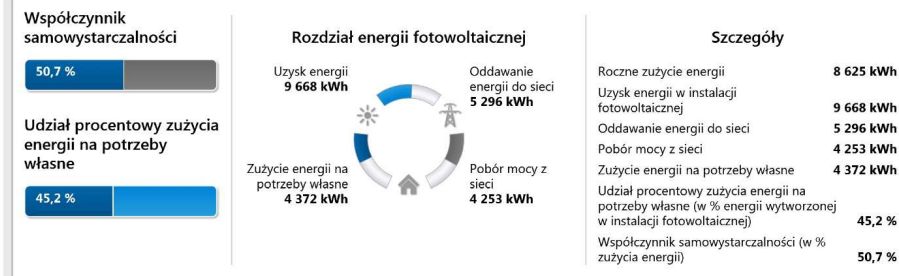 Współczynnik
samowystarczalności
50,7 %
Udział procentowy zużycia
energii na potrzeby
własne
45,2 %
Rozdział energii fotowoltaicznej
Uzysk energii
9 668 kWh
Oddawanie
energii do sieci
5 296 kWh
Zużycie energii na
potrzeby własne
4 372 kWh
Pobór mocy z
sieci
4 253 kWh
Szczegóły
Roczne zużycie energii 8 625 kWh
Uzysk energii w instalacji
fotowoltaicznej 9 668 kWh
Oddawanie energii do sieci 5 296 kWh
Pobór mocy z sieci 4 253 kWh
Zużycie energii na potrzeby własne 4 372 kWh
Udział procentowy zużycia energii na
potrzeby własne (w % energii wytworzonej
w instalacji fotowoltaicznej) 45,2 %
Współczynnik samowystarczalności (w %
zużycia energii) 50,7 %